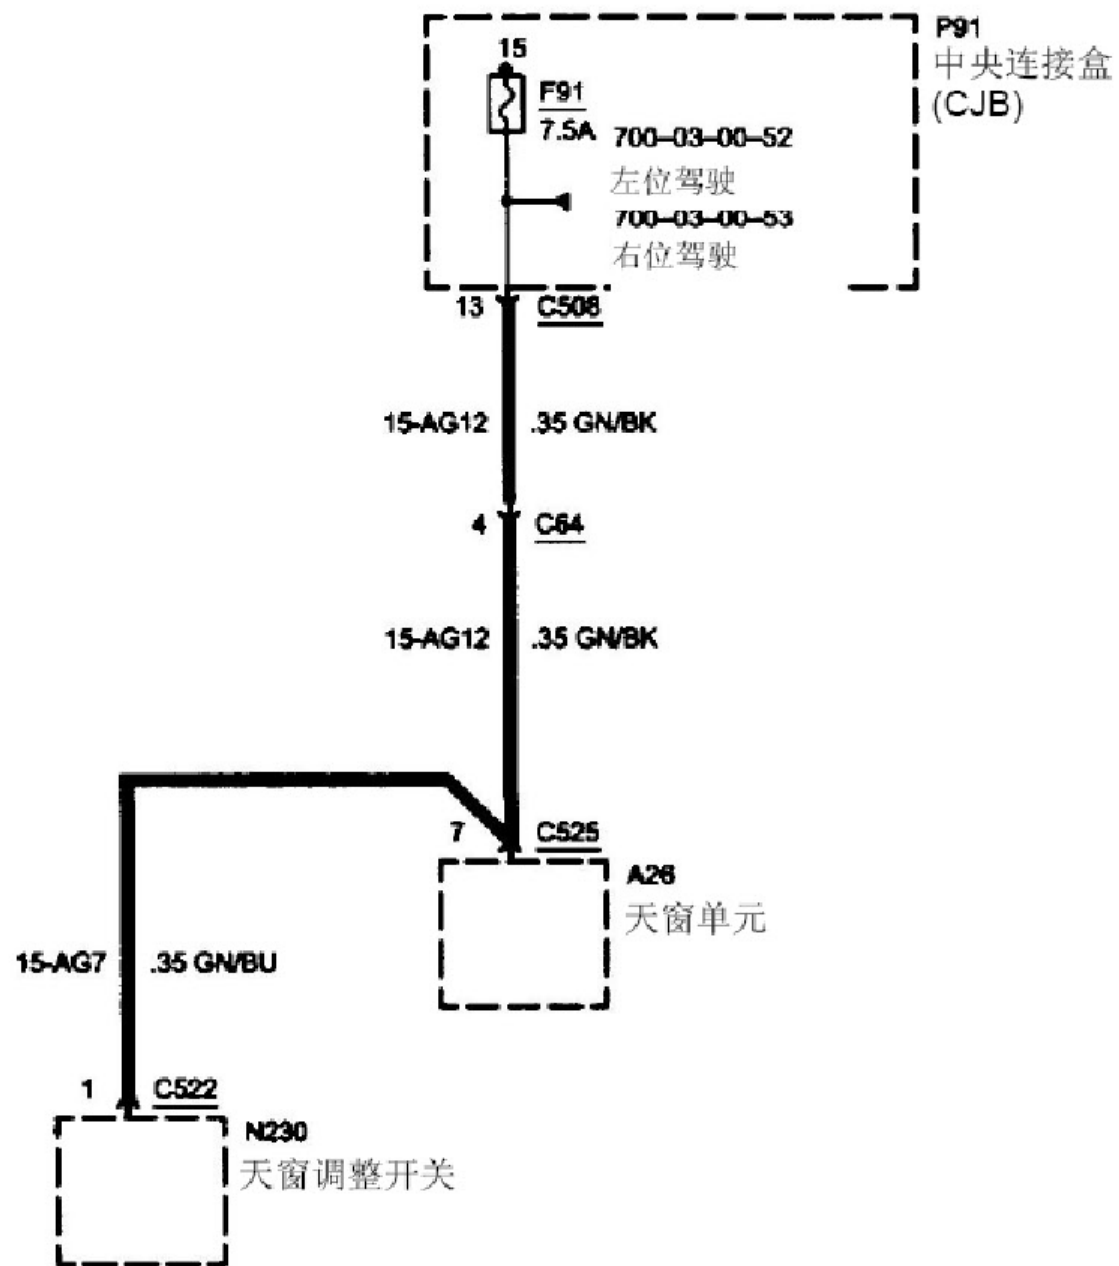 P91
中央连接盒
(CJB)
15
F91
7.5A
700-03-00-52
左位驾驶
700-03-00-53
右位驾驶
13 C508
15-AG12 .35 GN/BK
4 C64
15-AG12 .35 GN/BK
7 C525
A26
天窗单元
15-AG7 .35 GN/BU
1 C522
N230
天窗调整开关